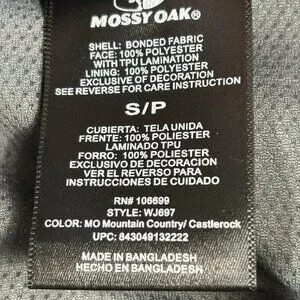 MOSSY OAK®
SHELL: BONDED FABRIC
FACE: 100% POLYESTER
WITH TPU LAMINATION
LINING: 100% POLYESTER
EXCLUSIVE OF DECORATION
SEE REVERSE FOR CARE INSTRUCTION
S/P
CUBIERTA: TELA UNIDA
FRENTE: 100% POLIESTER
LAMINADO TPU
FORRO: 100% POLIESTER
EXCLUSIVO DE DECORACION
VER EL REVERSO PARA
INSTRUCCIONES DE CUIDADO
RN# 106699
STYLE: WJ697
COLOR: MO Mountain Country/ Castlerock
UPC: 843049132222
MADE IN BANGLADESH
HECHO EN BANGLADESH